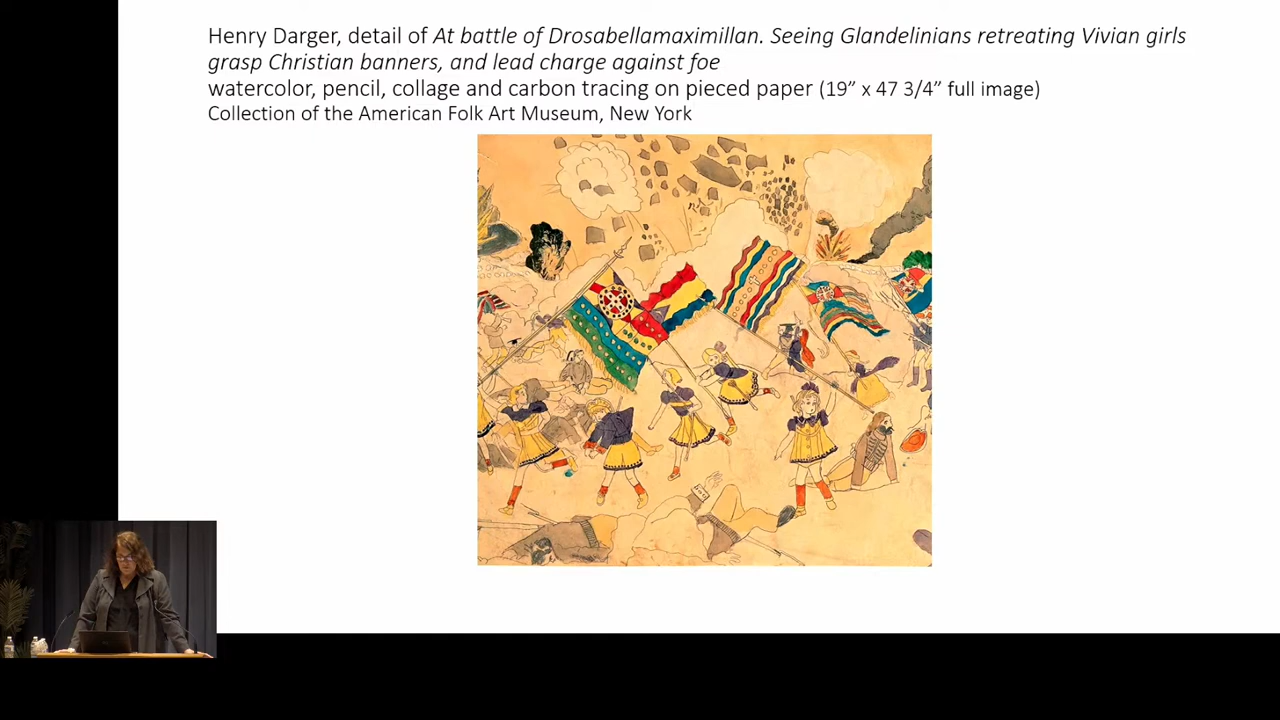 Henry Darger, detail of At battle of Drosabellamaximillan. Seeing Glandelinians retreating Vivian girls
grasp Christian banners, and lead charge against foe
watercolor, pencil, collage and carbon tracing on pieced paper (19” x 47 3/4” full image)
Collection of the American Folk Art Museum, New York